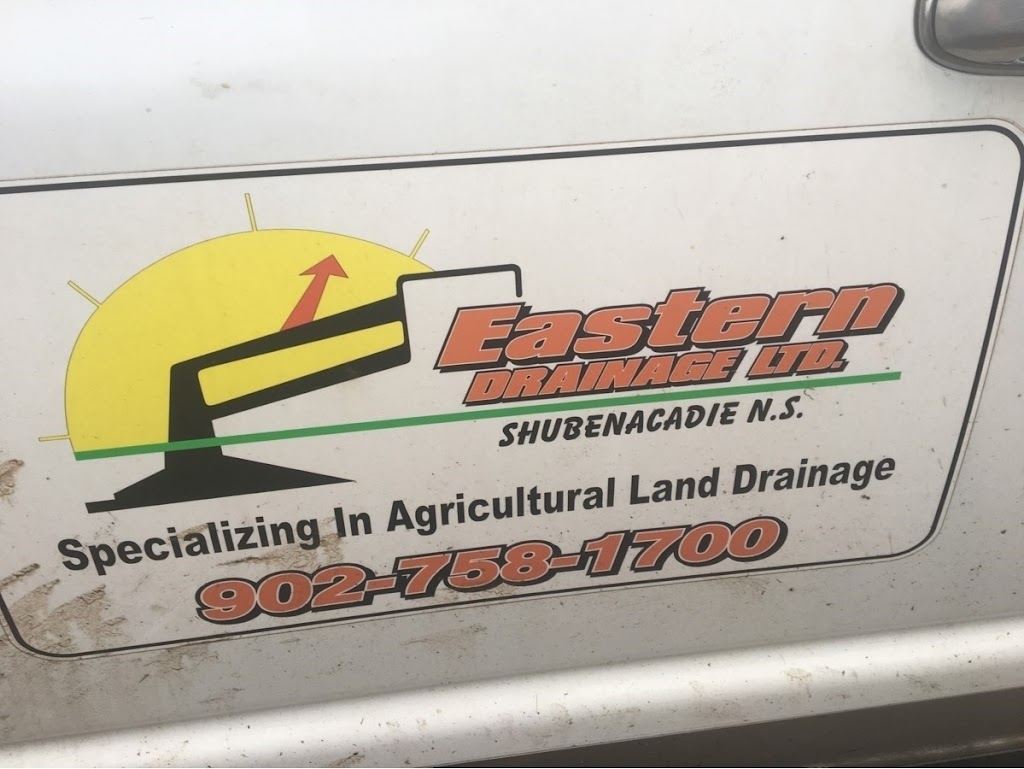 Eastern
DRAINAGE LTD.
SHUBENACADIE N.S.
Specializing In Agricultural Land Drainage
902-758-1700